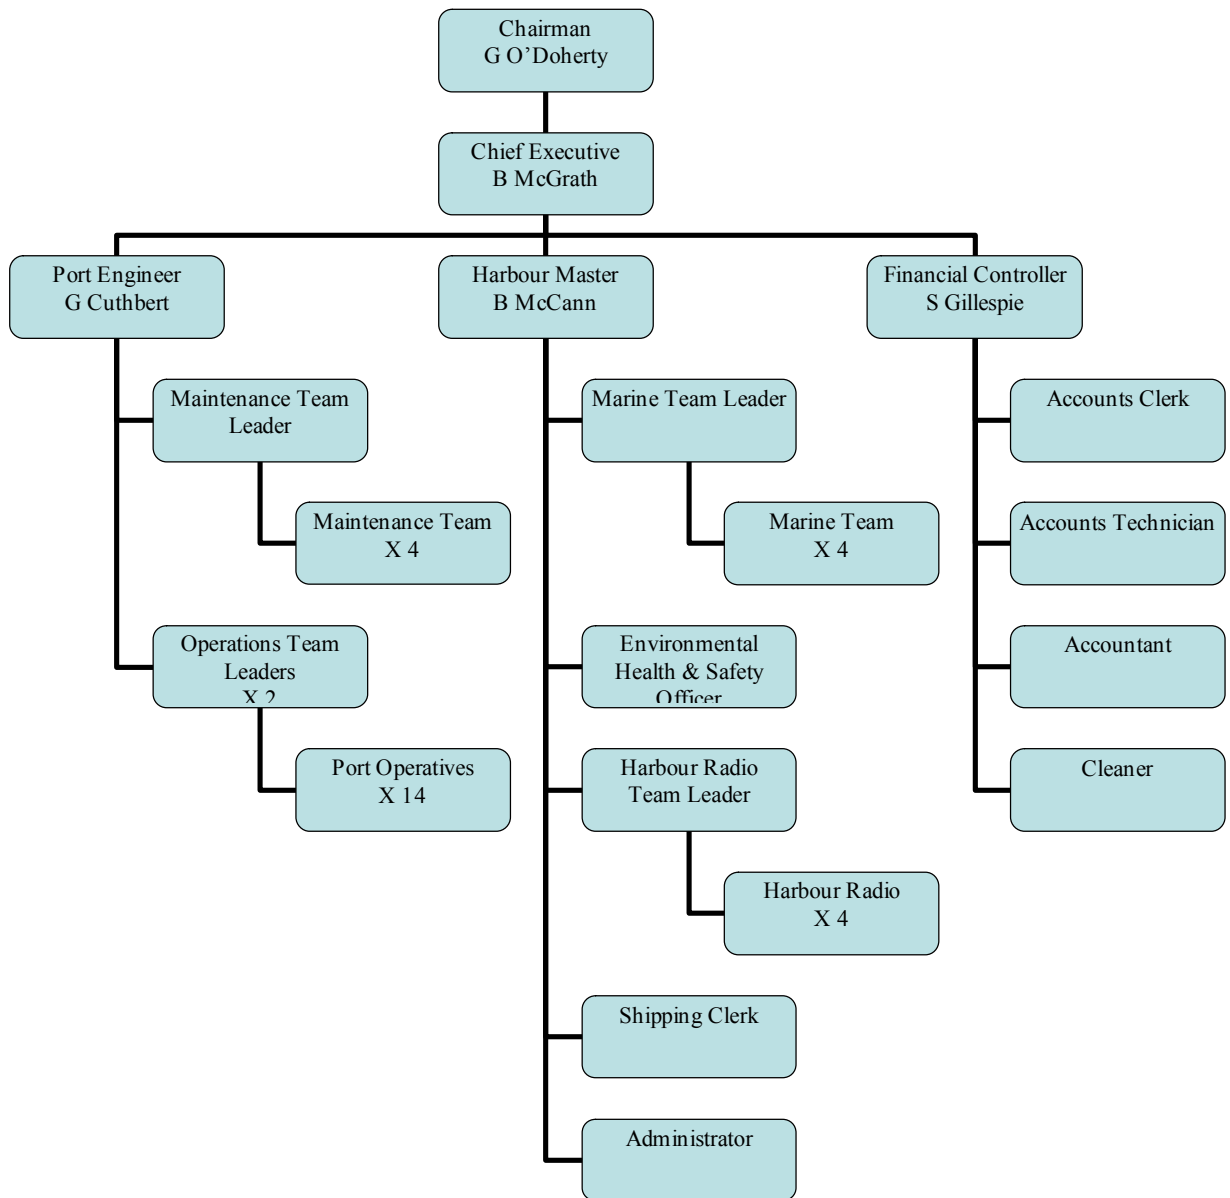 Chairman
G O’Doherty
Chief Executive
B McGrath
Port Engineer
G Cuthbert
Harbour Master
B McCann
Financial Controller
S Gillespie
Maintenance Team
Leader
Marine Team Leader
Accounts Clerk
Maintenance Team
X 4
Marine Team
X 4
Accounts Technician
Operations Team
Leaders
X 2
Environmental
Health & Safety
Officer
Accountant
Port Operatives
X 14
Harbour Radio
Team Leader
Cleaner
Harbour Radio
X 4
Shipping Clerk
Administrator